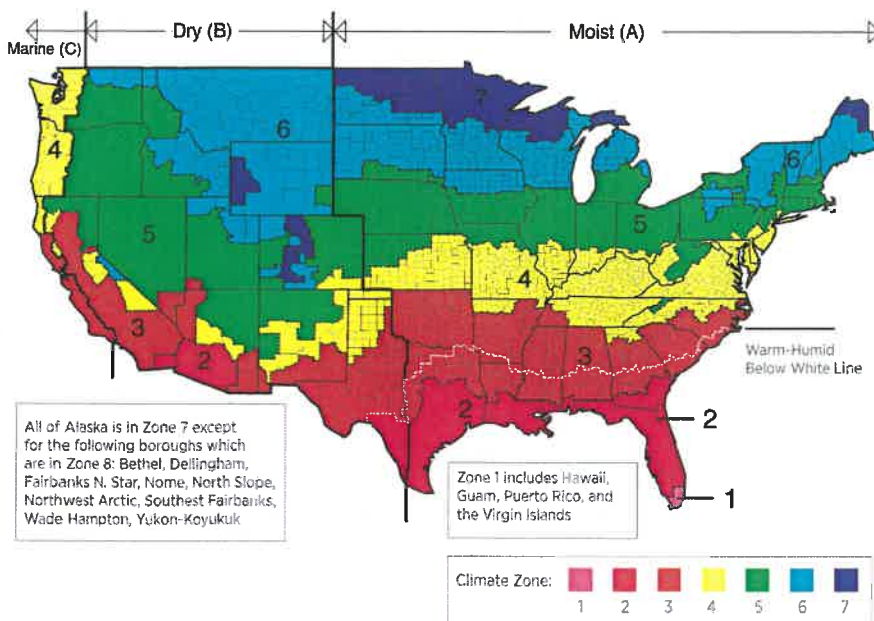 Dry (B)
Moist (A)
Marine (C)
7
6
4
6
5
5
4
3
3
2
2
Warm-Humid
Below White Line
2
1
All of Alaska is in Zone 7 except
for the following boroughs which
are in Zone 8: Bethel, Dellingham,
Fairbanks N. Star, Nome, North Slope,
Northwest Arctic, Southest Fairbanks,
Wade Hampton, Yukon-Koyukuk
Zone 1 includes Hawaii,
Guam, Puerto Rico, and
the Virgin Islands
Climate Zone:
1 2 3 4 5 6 7